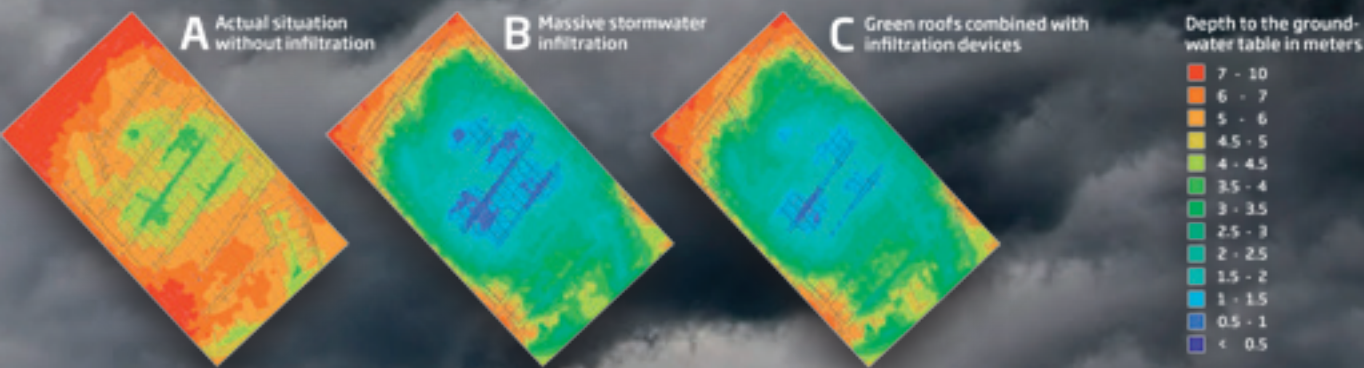 A Actual situation
without infiltration
B Massive stormwater
infiltration
C Green roofs combined with
infiltration devices
Depth to the ground-
water table in meters
7 - 10
6 - 7
5 - 6
4.5 - 5
4 - 4.5
3.5 - 4
3 - 3.5
2.5 - 3
2 - 2.5
1.5 - 2
1 - 1.5
0.5 - 1
< 0.5